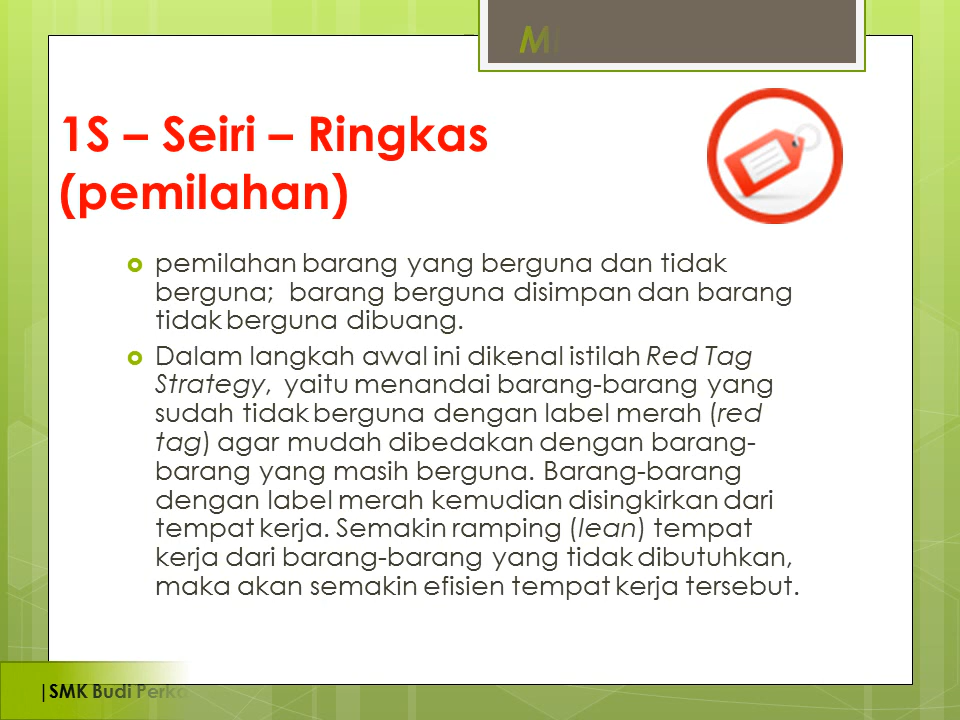 M
1S – Seiri – Ringkas
(pemilahan)
pemilahan barang yang berguna dan tidak
berguna; barang berguna disimpan dan barang
tidak berguna dibuang.
Dalam langkah awal ini dikenal istilah Red Tag
Strategy, yaitu menandai barang-barang yang
sudah tidak berguna dengan label merah (red
tag) agar mudah dibedakan dengan barang-
barang yang masih berguna. Barang-barang
dengan label merah kemudian disingkirkan dari
tempat kerja. Semakin ramping (lean) tempat
kerja dari barang-barang yang tidak dibutuhkan,
maka akan semakin efisien tempat kerja tersebut.
|SMK Budi Perka